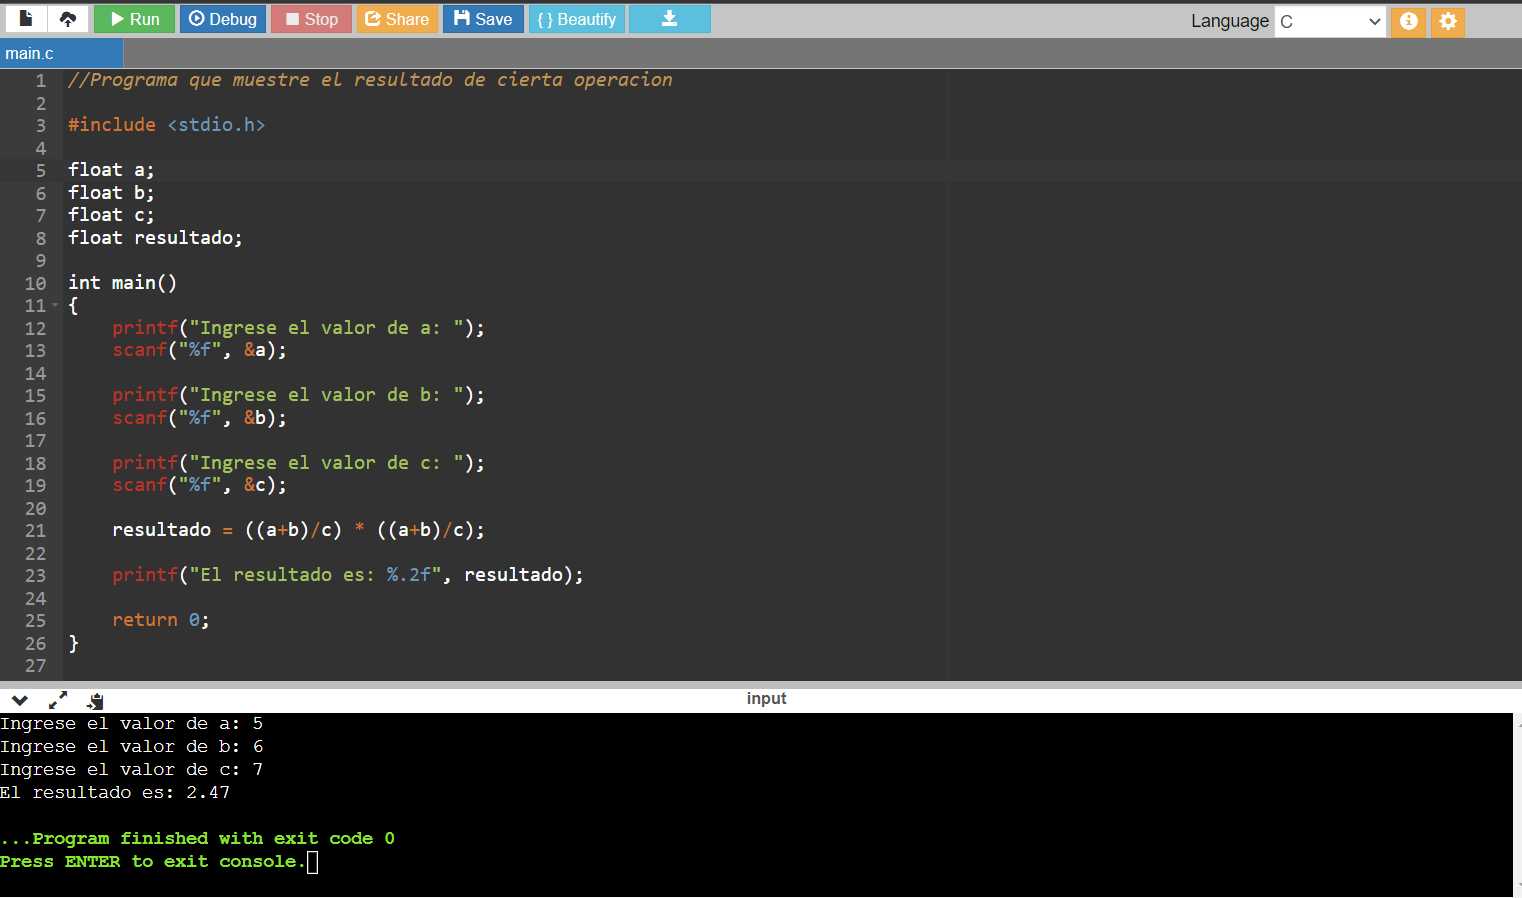 Run Debug Stop Share Save { } Beautify Language C
main.c
1 //Programa que muestre el resultado de cierta operacion
2
3 #include <stdio.h>
4
5 float a;
6 float b;
7 float c;
8 float resultado;
9
10 int main()
11 {
12 printf("Ingrese el valor de a: ");
13 scanf("%f", &a);
14
15 printf("Ingrese el valor de b: ");
16 scanf("%f", &b);
17
18 printf("Ingrese el valor de c: ");
19 scanf("%f", &c);
20
21 resultado = ((a+b)/c) * ((a+b)/c);
22
23 printf("El resultado es: %.2f", resultado);
24
25 return 0;
26 }
27
input
Ingrese el valor de a: 5
Ingrese el valor de b: 6
Ingrese el valor de c: 7
El resultado es: 2.47
...Program finished with exit code 0
Press ENTER to exit console.